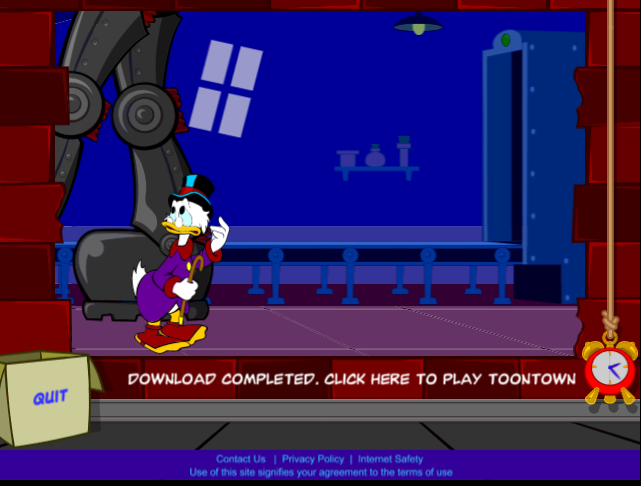 QUIT
DOWNLOAD COMPLETED. CLICK HERE TO PLAY TOONTOWN
Contact Us | Privacy Policy | Internet Safety
Use of this site signifies your agreement to the terms of use